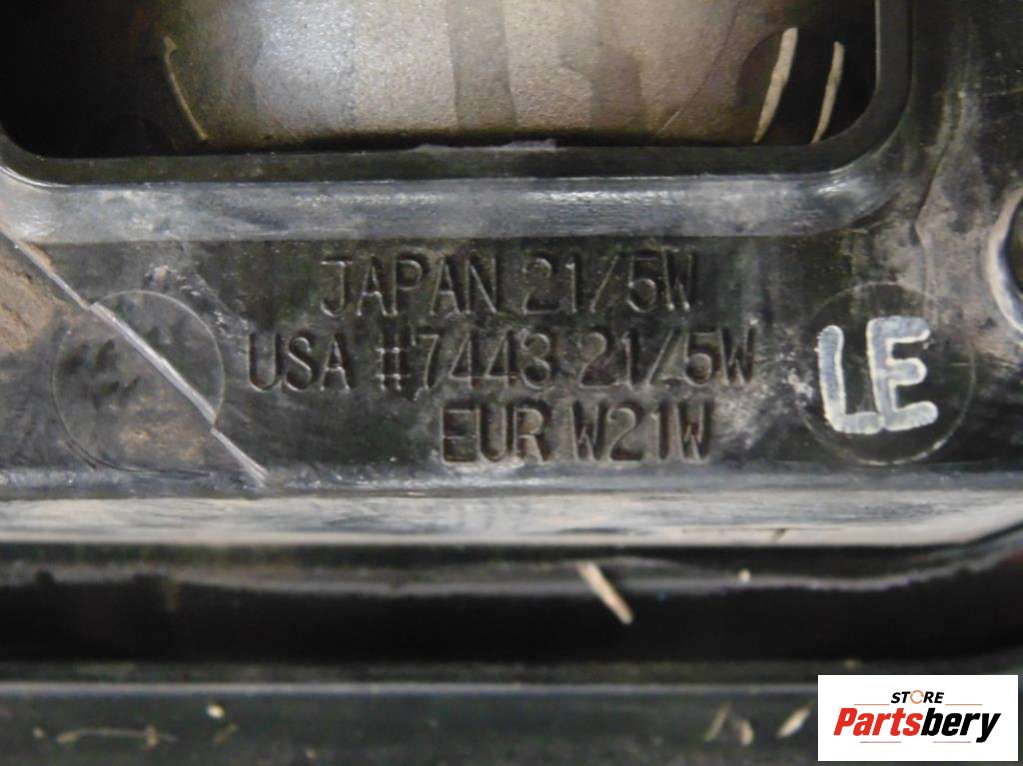 JAPAN 21/5W
USA #7443 21/5W
EUR W21W
LE
STORE
Partsbery